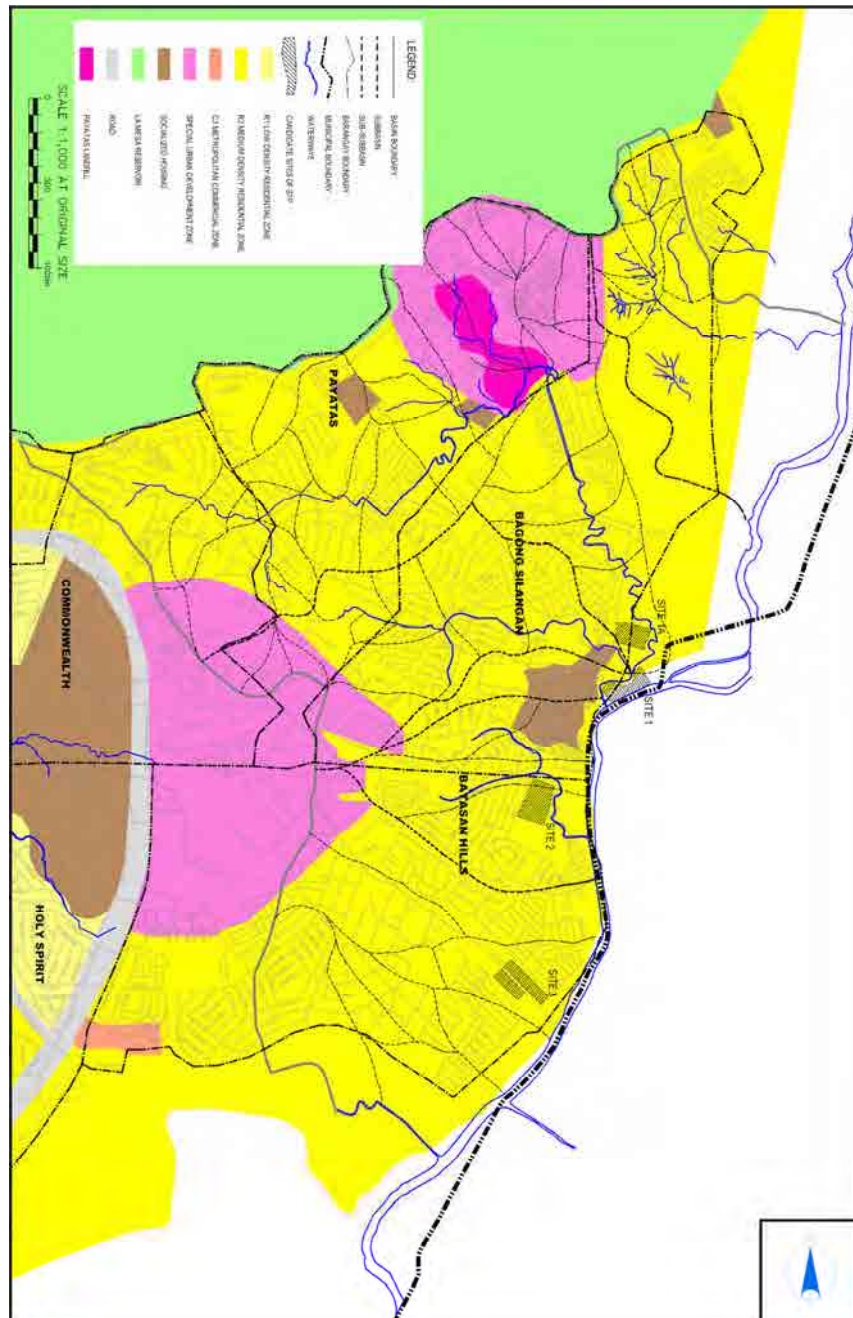 LEGEND:
BASIN BOUNDARY
SUBBASIN
SUB-SUBBASIN
BARANGAY BOUNDARY
MUNICIPAL BOUNDARY
WATERWAYS
CANDIDATE SITES OF STP
R1 LOW DENSITY RESIDENTIAL ZONE
R2 MEDIUM DENSITY RESIDENTIAL ZONE
C3 METROPOLITAN COMMERCIAL ZONE
SPECIAL URBAN DEVELOPMENT ZONE
SOCIALIZED HOUSING
LA MESA RESERVOIR
ROAD
PAYATAS LANDFILL
SCALE 1:1,000 AT ORIGINAL SIZE
0 500 1000m
PAYATAS
BAGONG SILANGAN
SITE 1A
SITE 1
COMMONWEALTH
BATASAN HILLS
SITE 2
HOLY SPIRIT
SITE 3